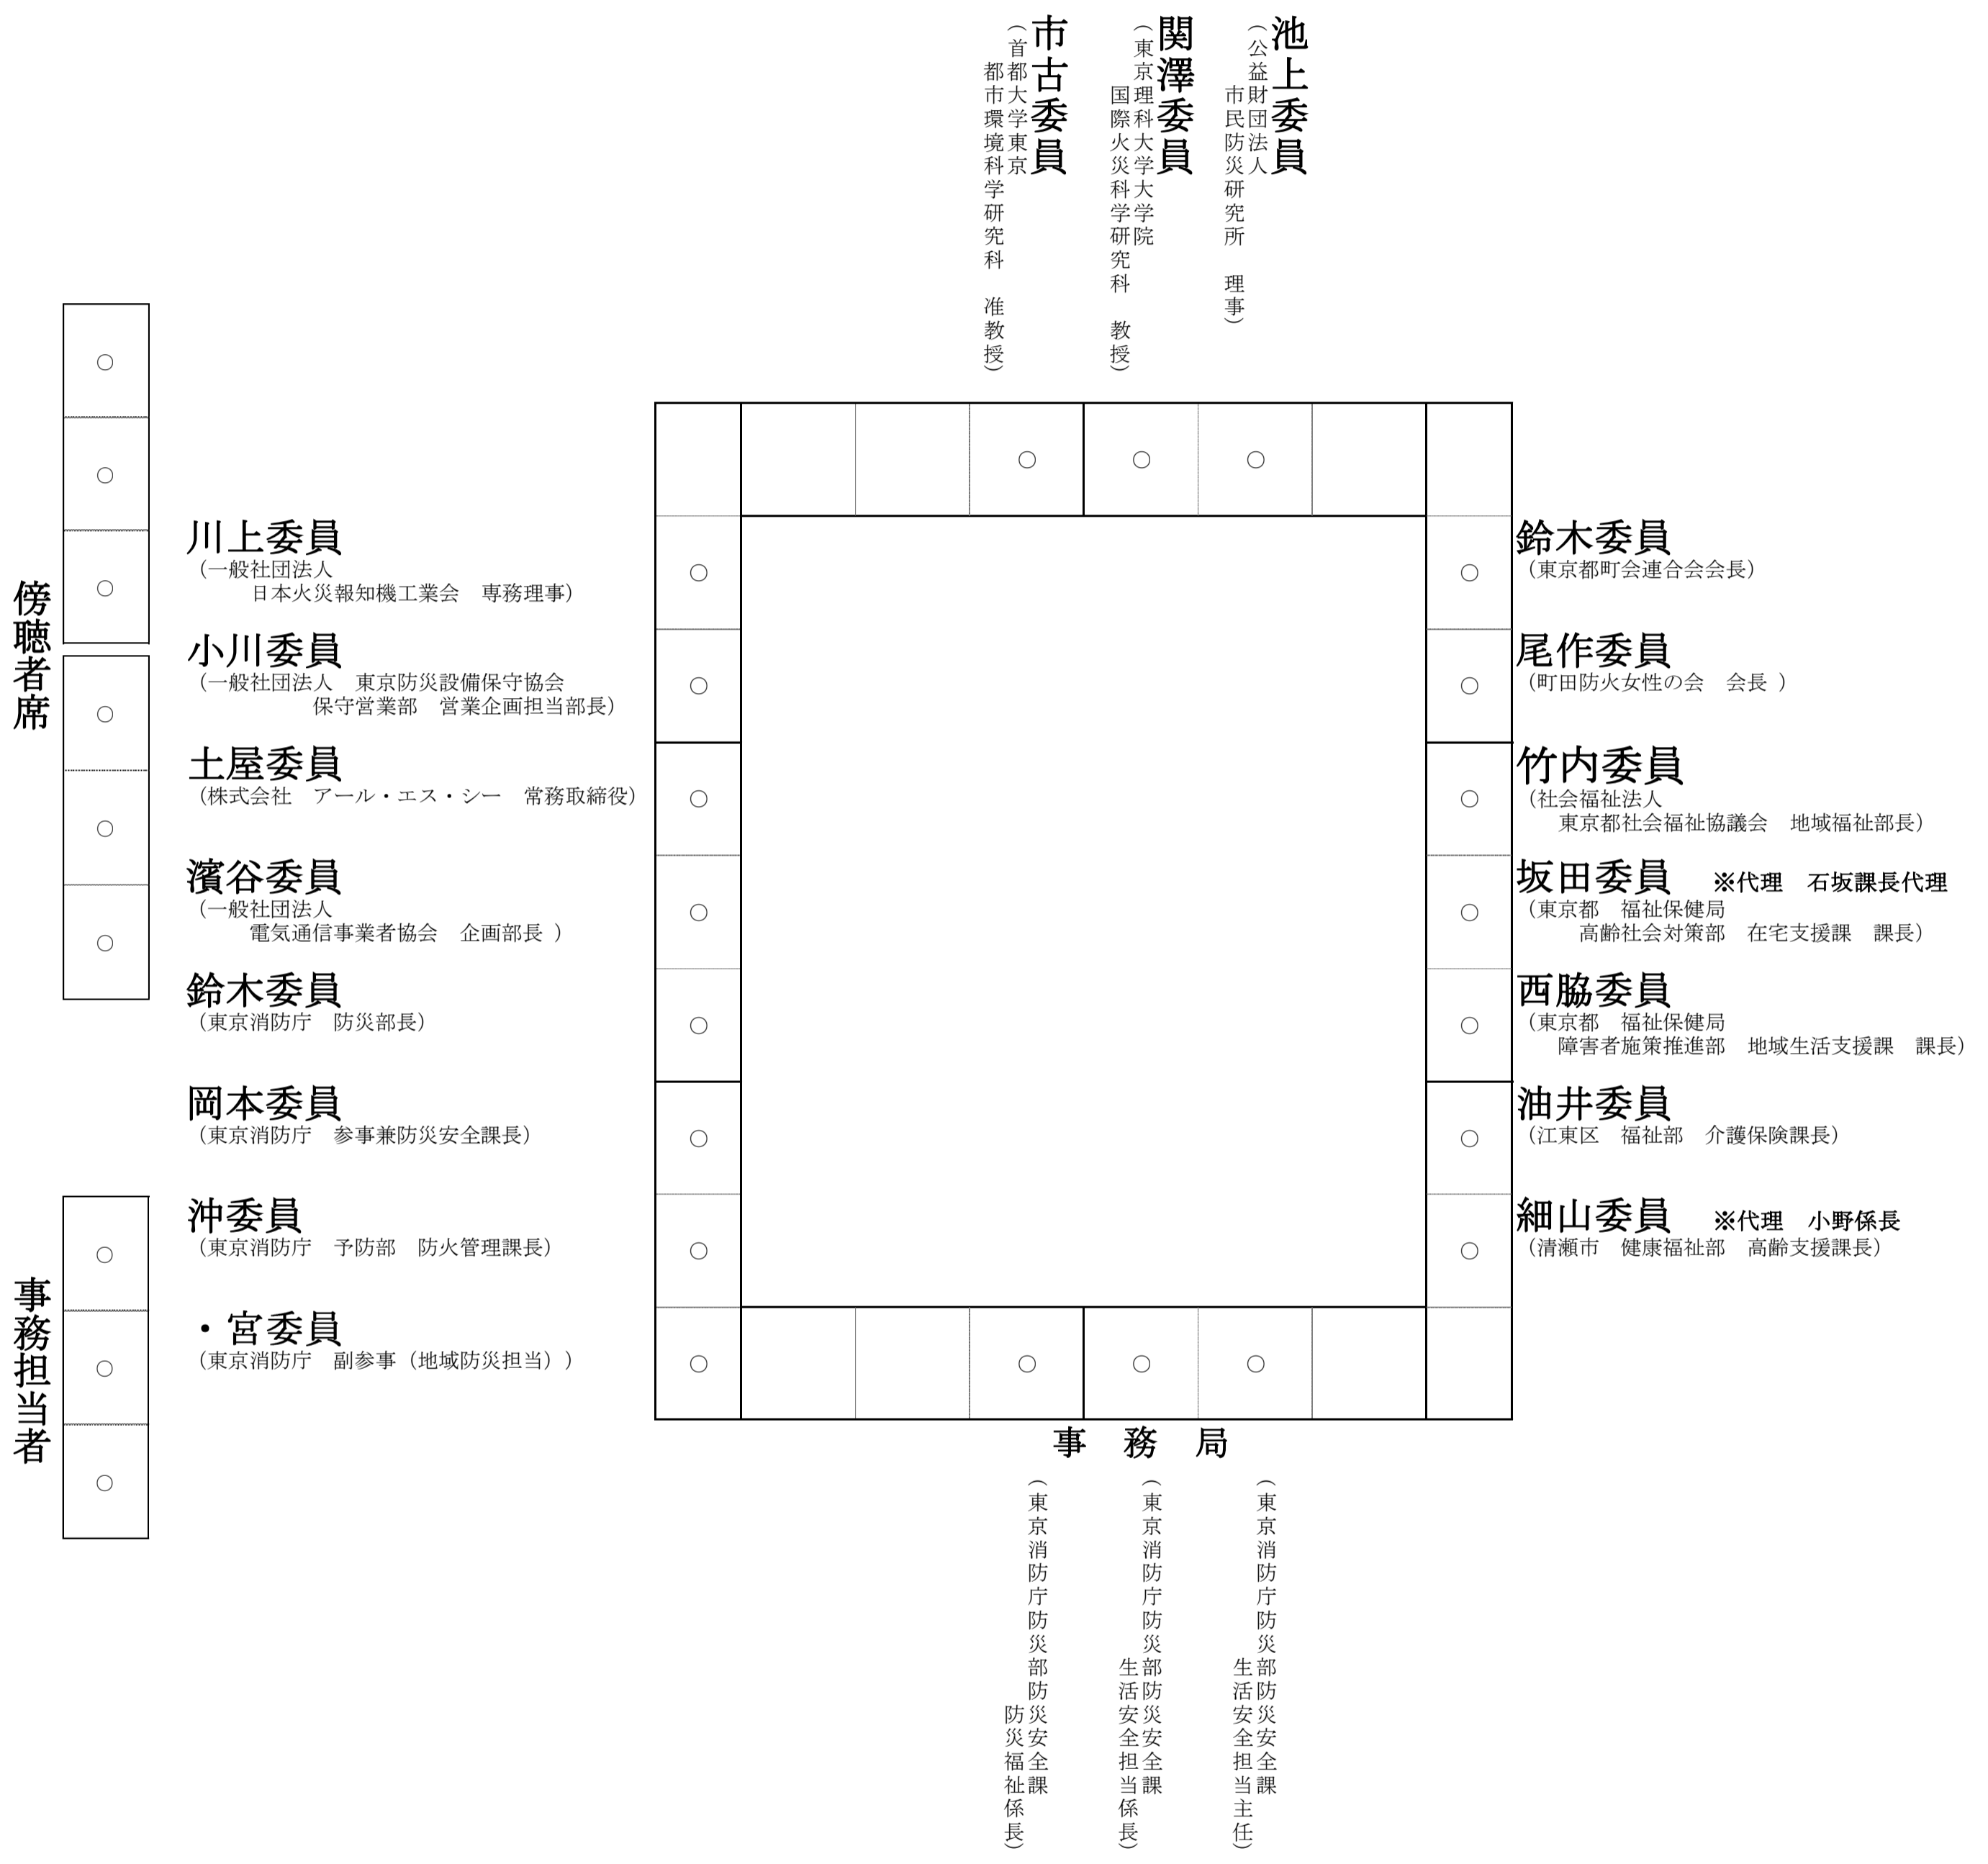 池上委員
（公益財団法人
市民防災研究所　理事）
関澤委員
（東京理科大学大学院
国際火災科学研究科　教授）
市古委員
（首都大学東京
都市環境科学研究科　准教授）
傍聴者席
川上委員
（一般社団法人
日本火災報知機工業会　専務理事）
小川委員
（一般社団法人　東京防災設備保守協会
保守営業部　営業企画担当部長）
土屋委員
（株式会社　アール・エス・シー　常務取締役）
濱谷委員
（一般社団法人
電気通信事業者協会　企画部長 ）
鈴木委員
（東京消防庁　防災部長）
岡本委員
（東京消防庁　参事兼防災安全課長）
沖委員
（東京消防庁　予防部　防火管理課長）
・宮委員
（東京消防庁　副参事（地域防災担当））
事務担当者
鈴木委員
（東京都町会連合会会長）
尾作委員
（町田防火女性の会　会長 ）
竹内委員
（社会福祉法人
東京都社会福祉協議会　地域福祉部長）
坂田委員　※代理　石坂課長代理
（東京都　福祉保健局
高齢社会対策部　在宅支援課　課長）
西脇委員
（東京都　福祉保健局
障害者施策推進部　地域生活支援課　課長）
油井委員
（江東区　福祉部　介護保険課長）
細山委員　※代理　小野係長
（清瀬市　健康福祉部　高齢支援課長）
事　務　局
（東京消防庁防災部防災安全課
生活安全担当主任）
（東京消防庁防災部防災安全課
生活安全担当係長）
（東京消防庁防災部防災安全課
防災福祉係長）